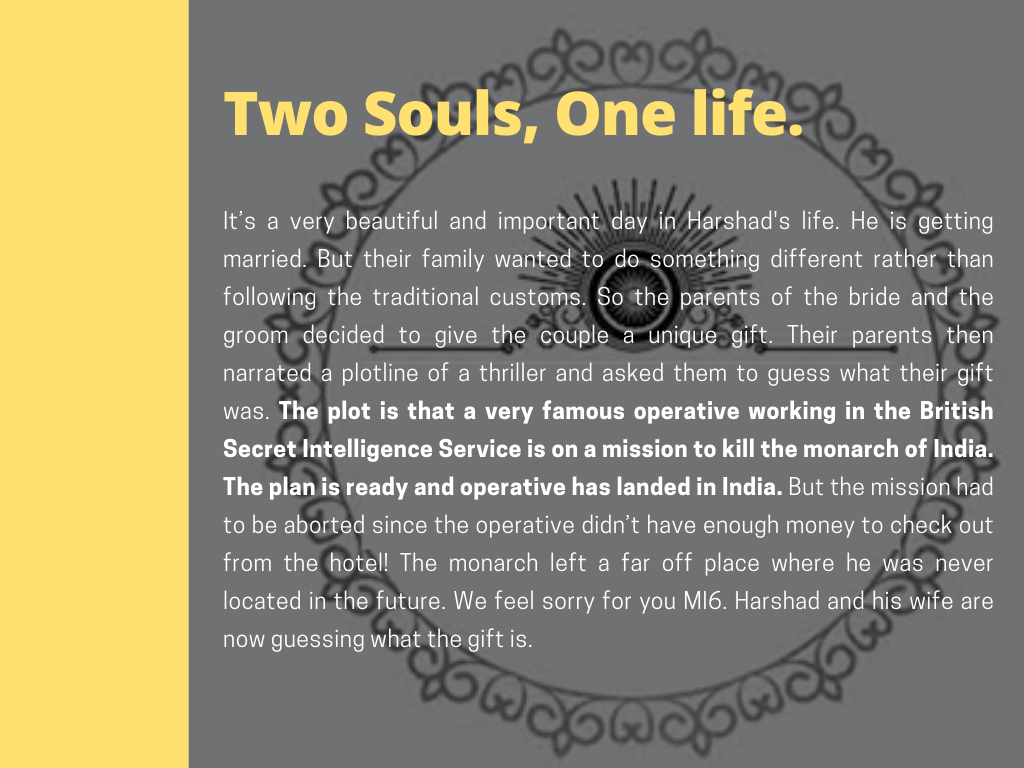 Two Souls, One life.
It’s a very beautiful and important day in Harshad's life. He is getting
married. But their family wanted to do something different rather than
following the traditional customs. So the parents of the bride and the
groom decided to give the couple a unique gift. Their parents then
narrated a plotline of a thriller and asked them to guess what their gift
was. The plot is that a very famous operative working in the British
Secret Intelligence Service is on a mission to kill the monarch of India.
The plan is ready and operative has landed in India. But the mission had
to be aborted since the operative didn’t have enough money to check out
from the hotel! The monarch left a far off place where he was never
located in the future. We feel sorry for you MI6. Harshad and his wife are
now guessing what the gift is.